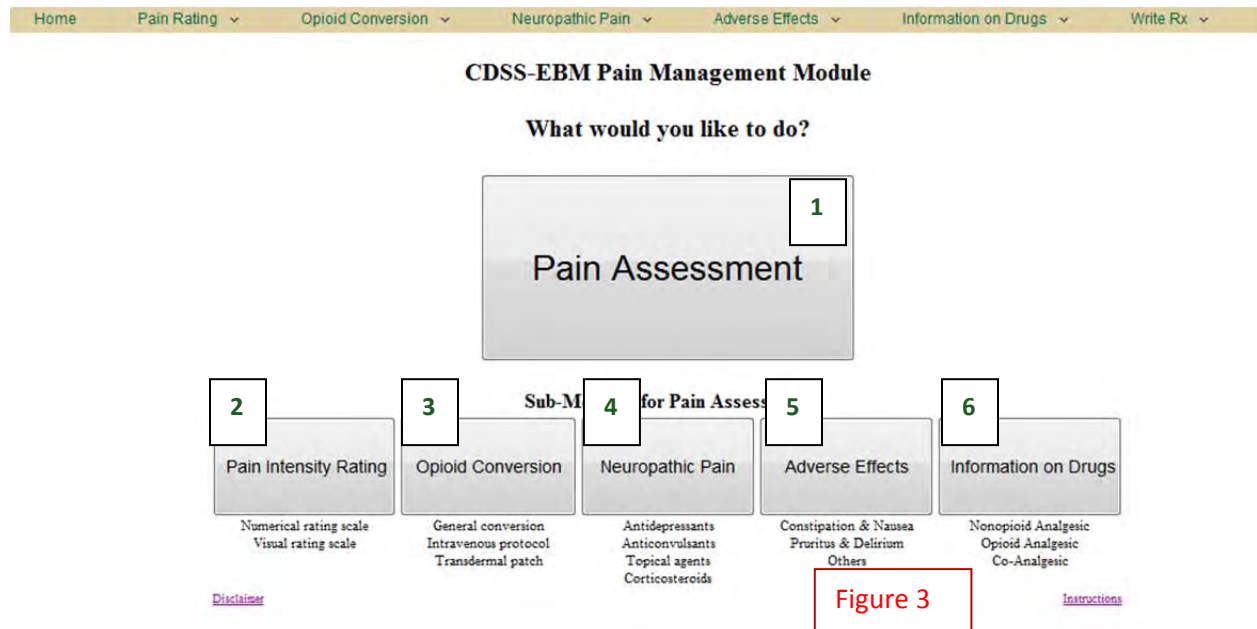 Home Pain Rating Opioid Conversion Neuropathic Pain Adverse Effects Information on Drugs Write Rx
CDSS-EBM Pain Management Module
What would you like to do?
1
Pain Assessment
Sub-M for Pain Assess
2 3 4 5 6
Pain Intensity Rating Opioid Conversion Neuropathic Pain Adverse Effects Information on Drugs
Numerical rating scale General conversion Antidepressants Constipation & Nausea Nonopioid Analgesic
Visual rating scale Intravenous protocol Anticonvulsants Pruritus & Delirium Opioid Analgesic
Transdermal patch Topical agents Others Co-Analgesic
Corticosteroids
Disclaimer Figure 3 Instructions